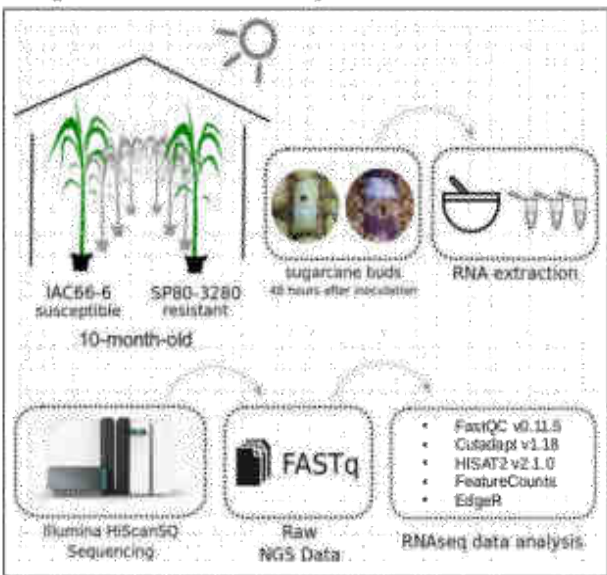 IAC66-6
susceptible
SP80-3280
resistant
10-month-old
sugarcane buds
48 hours after inoculation
RNA extraction
Illumina HiScanSQ
Sequencing
FASTq
Raw
NGS Data
• FastQC v0.11.5
• Cutadapt v1.18
• HISAT2 v2.1.0
• FeatureCounts
• EdgeR
RNAseq data analysis